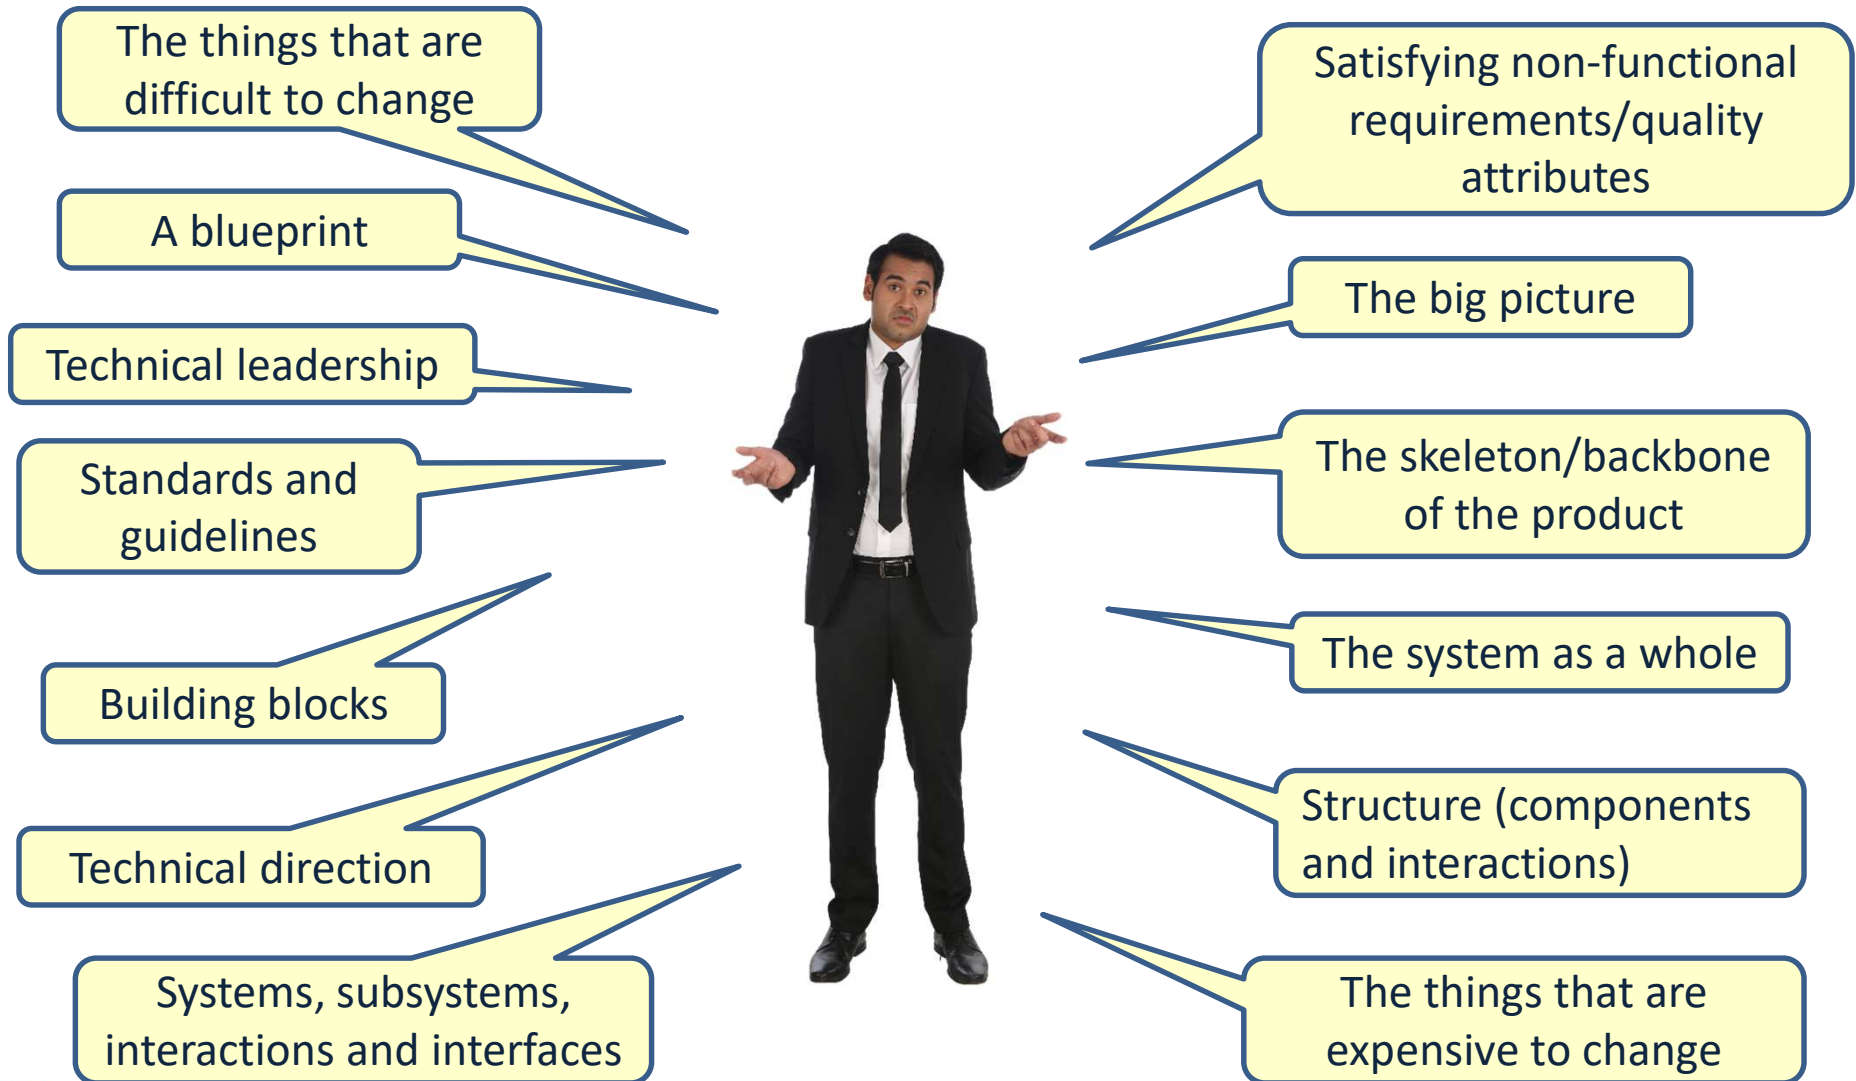 The things that are
difficult to change
A blueprint
Technical leadership
Standards and
guidelines
Building blocks
Technical direction
Systems, subsystems,
interactions and interfaces
Satisfying non-functional
requirements/quality
attributes
The big picture
The skeleton/backbone
of the product
The system as a whole
Structure (components
and interactions)
The things that are
expensive to change